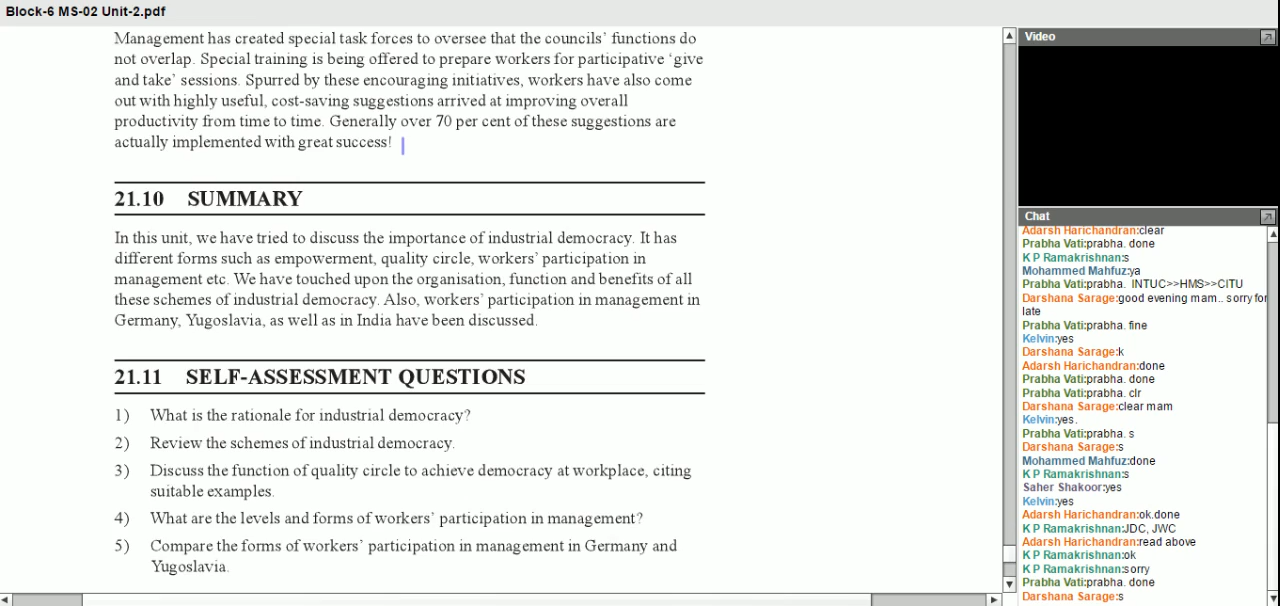 Block-6 MS-02 Unit-2.pdf
Management has created special task forces to oversee that the councils' functions do
not overlap. Special training is being offered to prepare workers for participative 'give
and take' sessions. Spurred by these encouraging initiatives, workers have also come
out with highly useful, cost-saving suggestions arrived at improving overall
productivity from time to time. Generally over 70 per cent of these suggestions are
actually implemented with great success!
21.10 SUMMARY
In this unit, we have tried to discuss the importance of industrial democracy. It has
different forms such as empowerment, quality circle, workers' participation in
management etc. We have touched upon the organisation, function and benefits of all
these schemes of industrial democracy. Also, workers' participation in management in
Germany, Yugoslavia, as well as in India have been discussed.
21.11 SELF-ASSESSMENT QUESTIONS
1) What is the rationale for industrial democracy?
2) Review the schemes of industrial democracy.
3) Discuss the function of quality circle to achieve democracy at workplace, citing
suitable examples.
4) What are the levels and forms of workers' participation in management?
5) Compare the forms of workers' participation in management in Germany and
Yugoslavia.
Video
Chat
Adarsh Harichandran:clear
Prabha Vati:prabha. done
K P Ramakrishnan:s
Mohammed Mahfuz:ya
Prabha Vati:prabha. INTUC>>HMS>>CITU
Darshana Sarage:good evening mam.. sorry for
late
Prabha Vati:prabha. fine
Kelvin:yes
Darshana Sarage:k
Adarsh Harichandran:done
Prabha Vati:prabha. done
Prabha Vati:prabha. clr
Darshana Sarage:clear mam
Kelvin:yes.
Prabha Vati:prabha. s
Darshana Sarage:s
Mohammed Mahfuz:done
K P Ramakrishnan:s
Saher Shakoor:yes
Kelvin:yes
Adarsh Harichandran:ok.done
K P Ramakrishnan:JDC, JWC
Adarsh Harichandran:read above
K P Ramakrishnan:ok
K P Ramakrishnan:sorry
Prabha Vati:prabha. done
Darshana Sarage:s